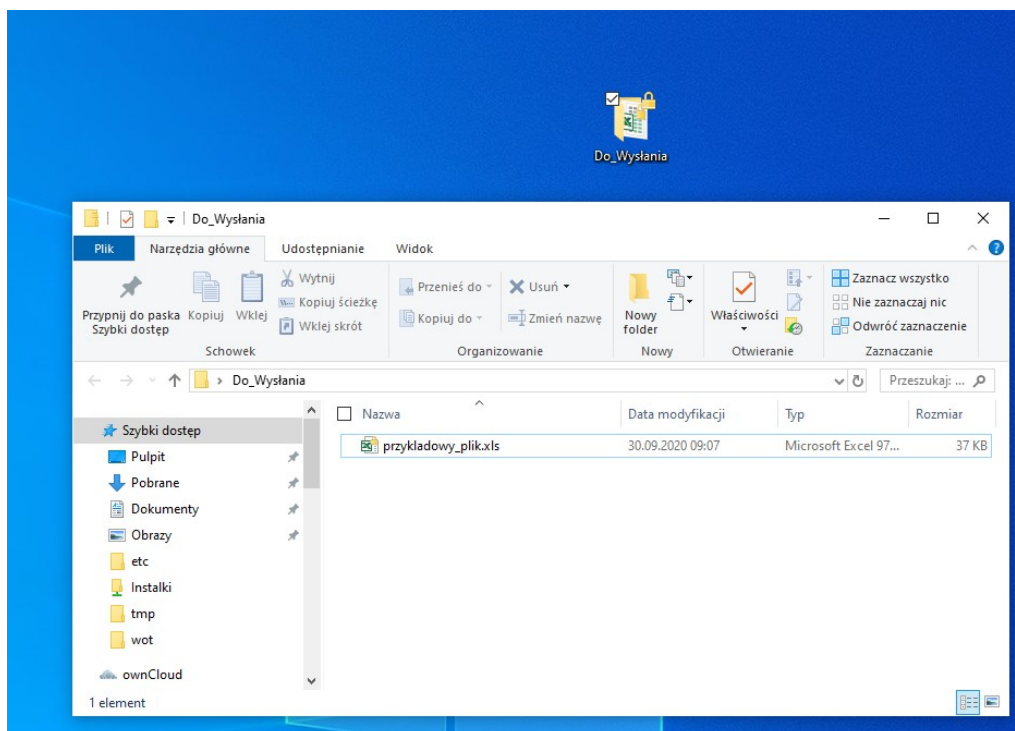 Do_Wysłania
Do_Wysłania
Plik Narzędzia główne Udostępnianie Widok
Przypnij do paska Szybki dostęp
Kopiuj
Wklej
Wytnij
Kopiuj ścieżkę
Wklej skrót
Przenieś do
Kopiuj do
Usuń
Zmień nazwę
Nowy folder
Właściwości
Zaznacz wszystko
Nie zaznaczaj nic
Odwróć zaznaczenie
Schowek Organizowanie Nowy Otwieranie Zaznaczanie
Do_Wysłania
Przeszukaj: ...
Nazwa Data modyfikacji Typ Rozmiar
przykladowy_plik.xls 30.09.2020 09:07 Microsoft Excel 97... 37 KB
Szybki dostęp
Pulpit
Pobrane
Dokumenty
Obrazy
etc
Instalki
tmp
wot
ownCloud
1 element